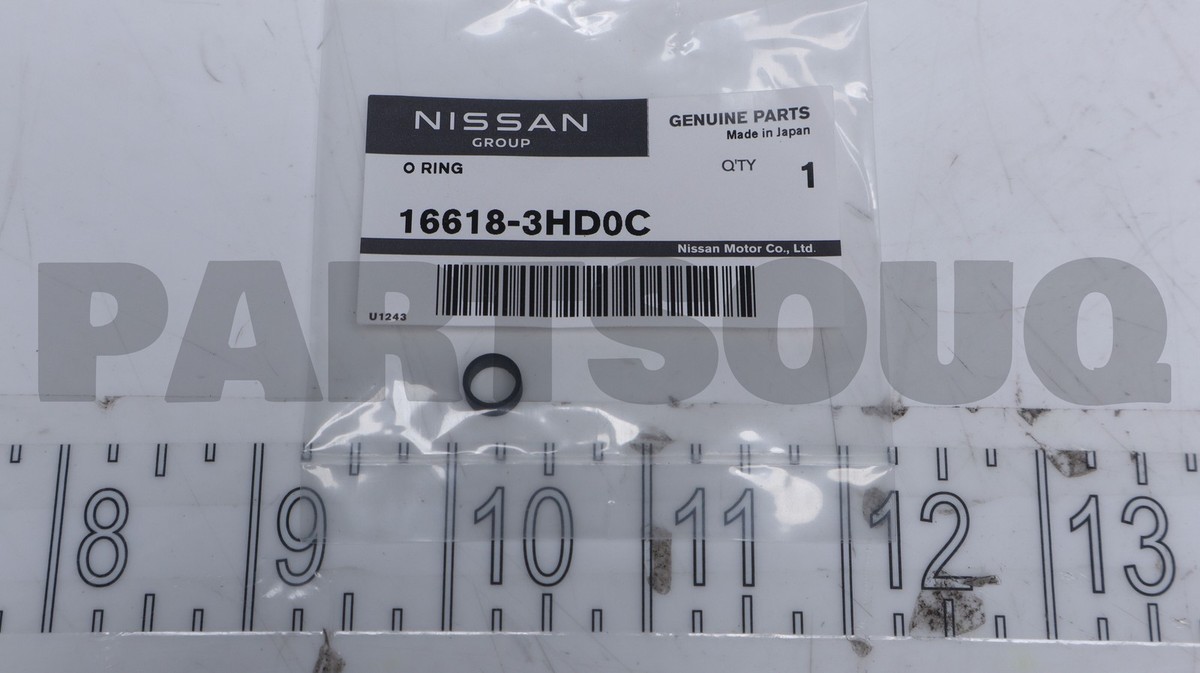 NISSAN
GROUP
GENUINE PARTS
Made in Japan
O RING
Q'TY
1
16618-3HD0C
Nissan Motor Co., Ltd.
U1243
PARTSOUQ
8 9 10 11 12 13